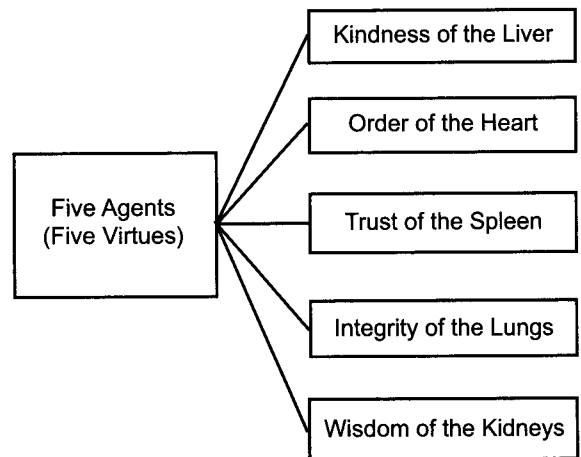 Kindness of the Liver
Order of the Heart
Five Agents
(Five Virtues)
Trust of the Spleen
Integrity of the Lungs
Wisdom of the Kidneys